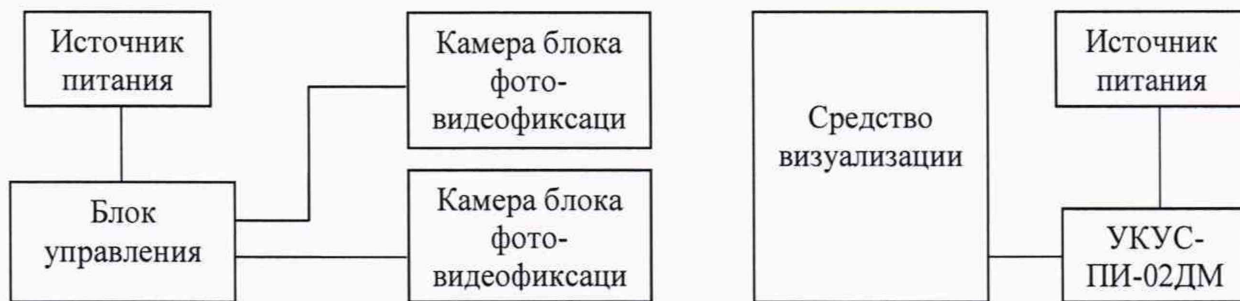 Источник
питания
Камера блока
фото-
видеофиксаци
Средство
визуализации
Источник
питания
Блок
управления
Камера блока
фото-
видеофиксаци
УКУС-
ПИ-02ДМ